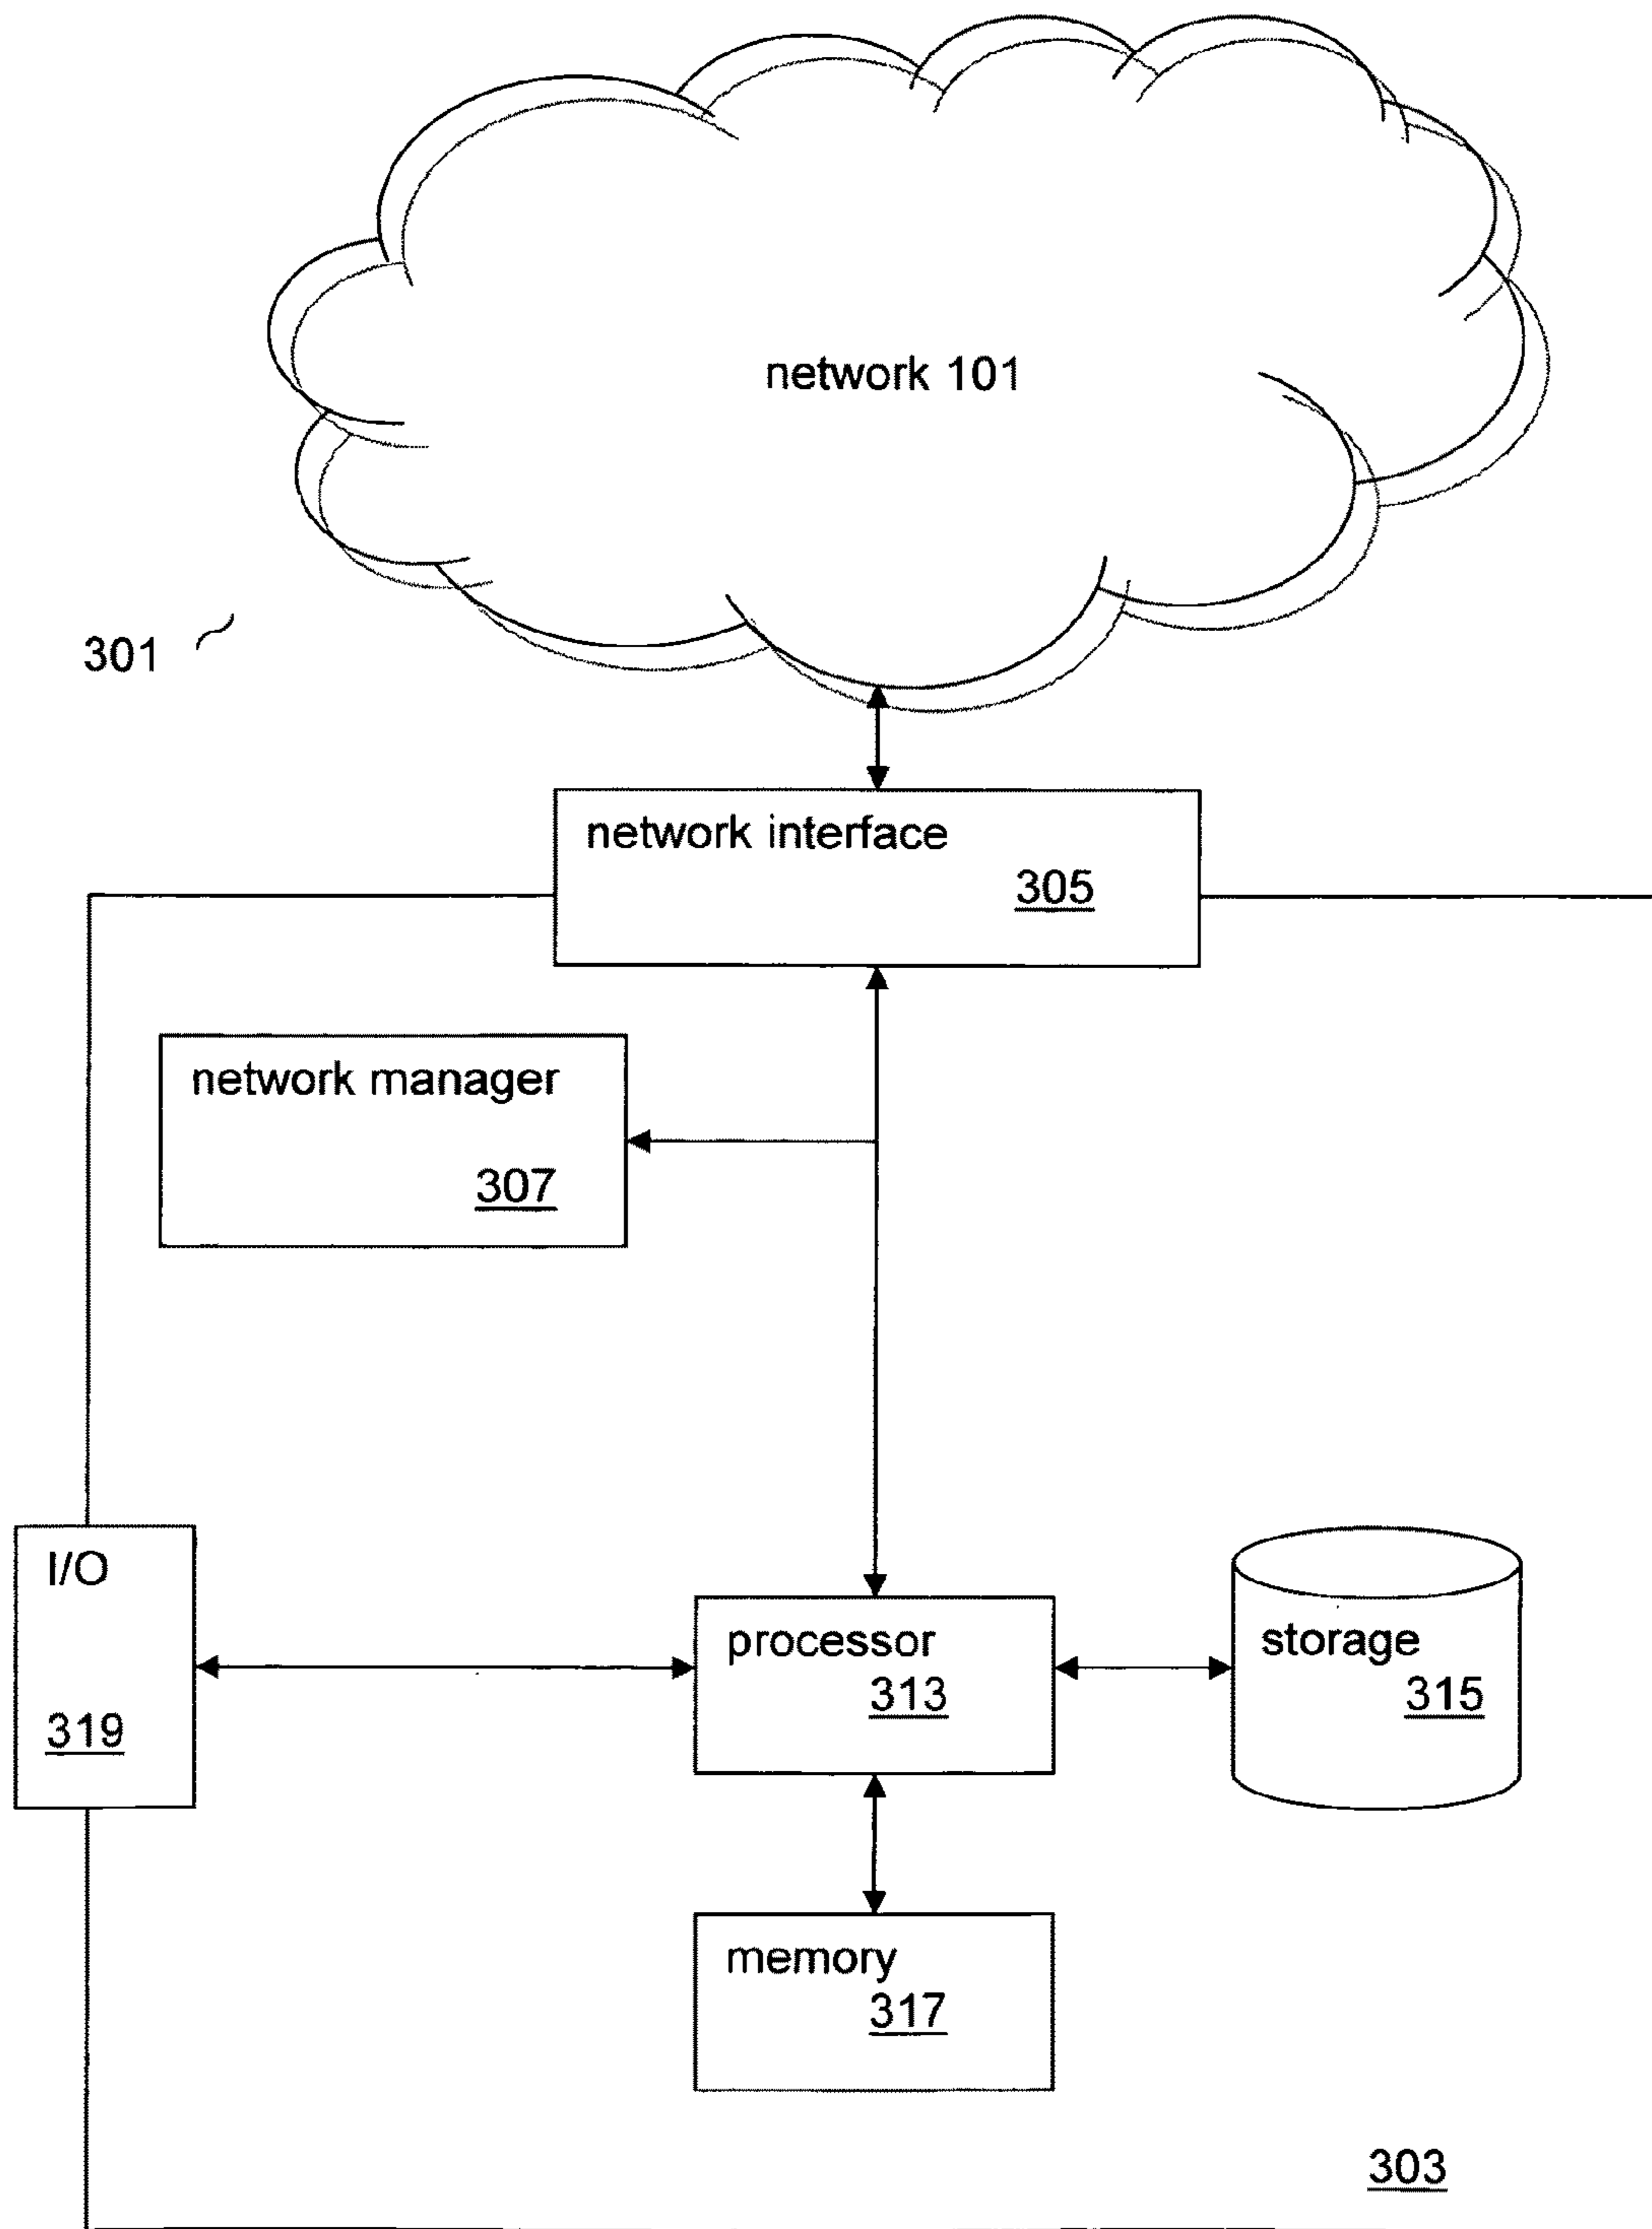 network 101
301
network interface
305
network manager
307
I/O
319
processor
313
storage
315
memory
317
303